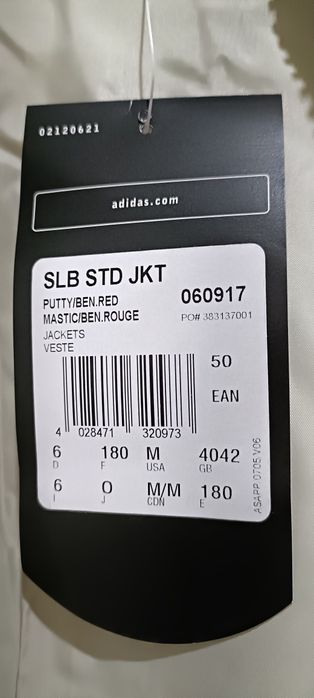 02120621
adidas.com
SLB STD JKT
PUTTY/BEN.RED 060917
MASTIC/BEN.ROUGE PO# 383137001
JACKETS
VESTE
50
EAN
4 028471 320973
6 180 M 4042
D F USA GB
6 O M/M 180
I J CDN E
ASAPP 0705 V06